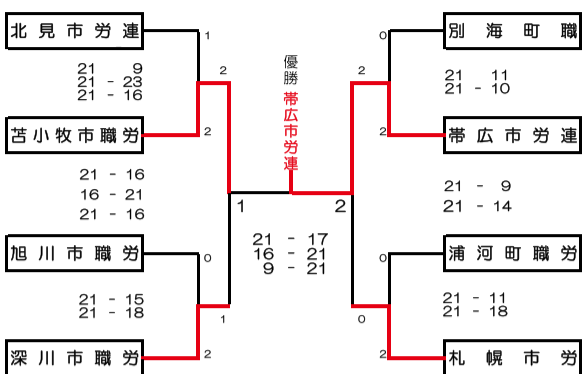 北見市労連
1
21 9
21 - 23
21 - 16
2
苫小牧市職労
2
21 - 16
16 - 21
21 - 16
旭川市職労
0
21 - 15
21 - 18
1
深川市職労
2
優勝
帯広市労連
1
2
21 - 17
16 - 21
9 - 21
別海町職
0
21 11
21 - 10
2
帯広市労連
2
21 - 9
21 - 14
浦河町職労
0
21 - 11
21 - 18
0
札幌市労
2